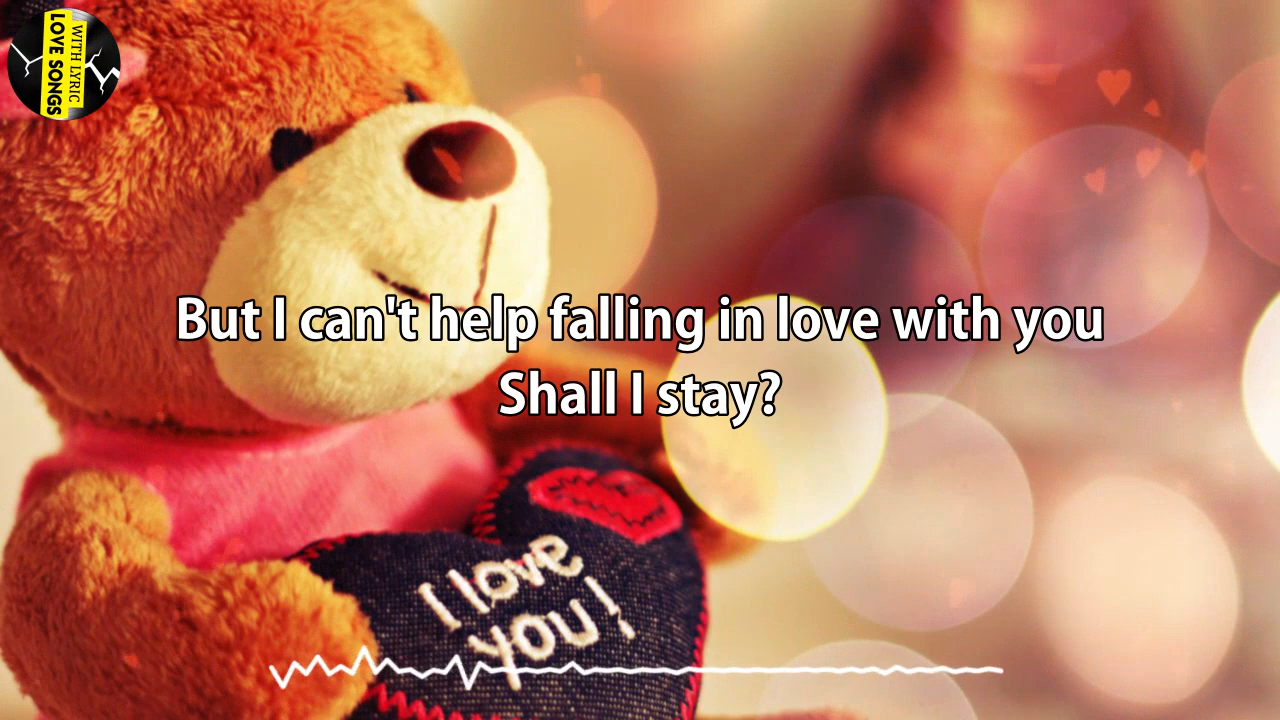 WITH LYRIC
LOVE SONGS
But I can't help falling in love with you
Shall I stay?
I love
you!